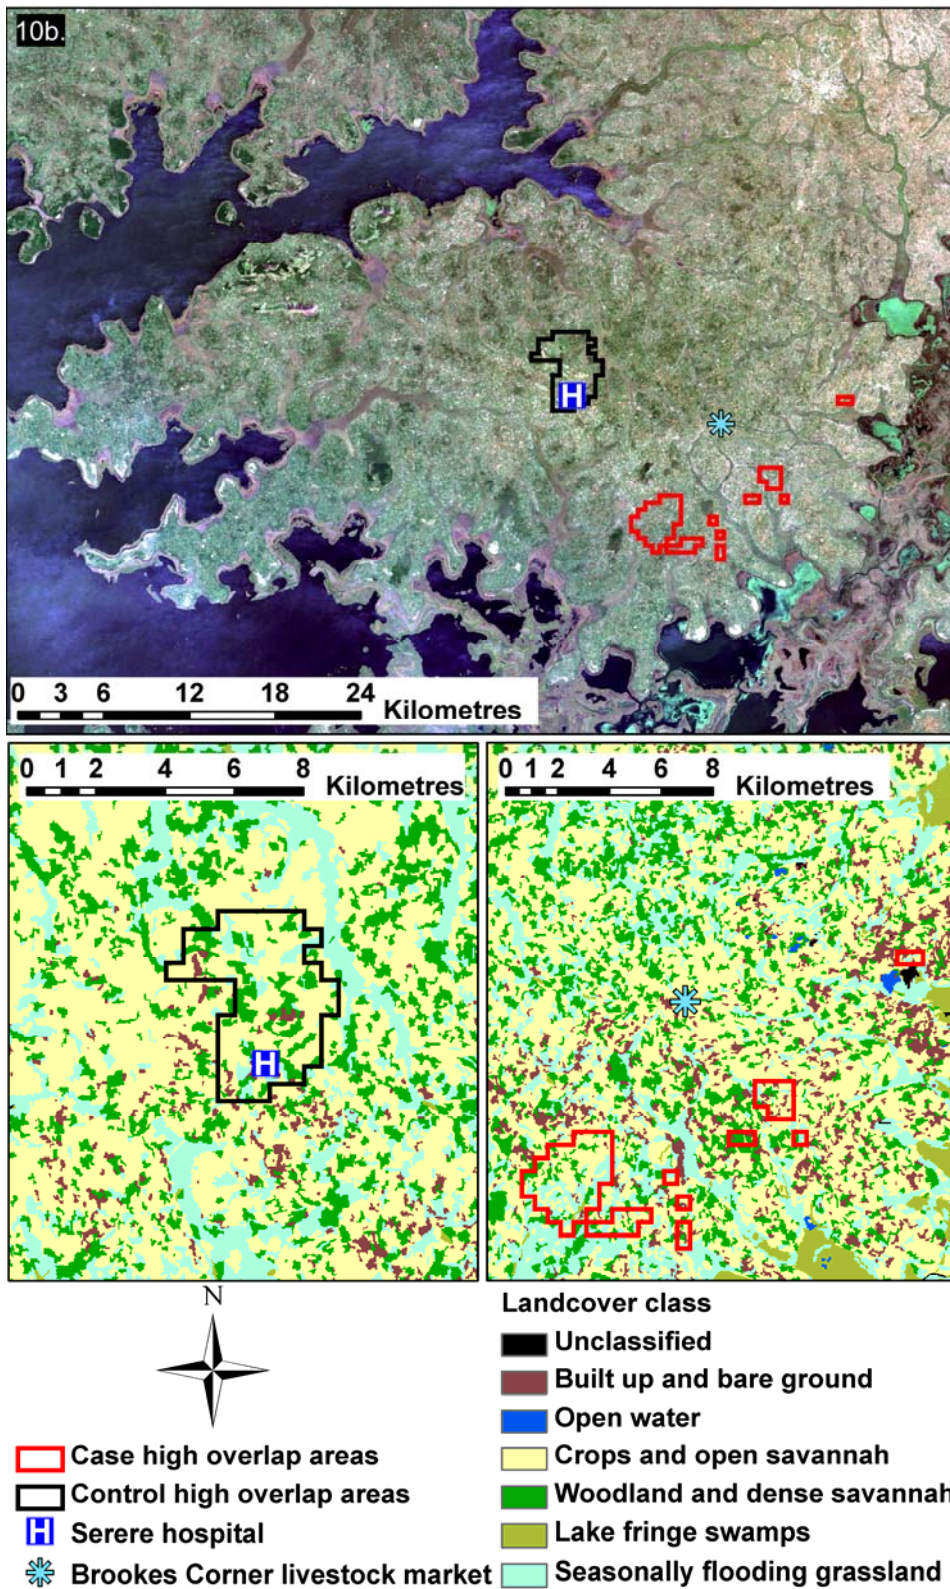 10b.
H
0 3 6 12 18 24
Kilometres
0 1 2 4 6 8
Kilometres
H
0 1 2 4 6 8
Kilometres
N
Case high overlap areas
Control high overlap areas
H Serere hospital
Brookes Corner livestock market
Landcover class
Unclassified
Built up and bare ground
Open water
Crops and open savannah
Woodland and dense savannah
Lake fringe swamps
Seasonally flooding grassland